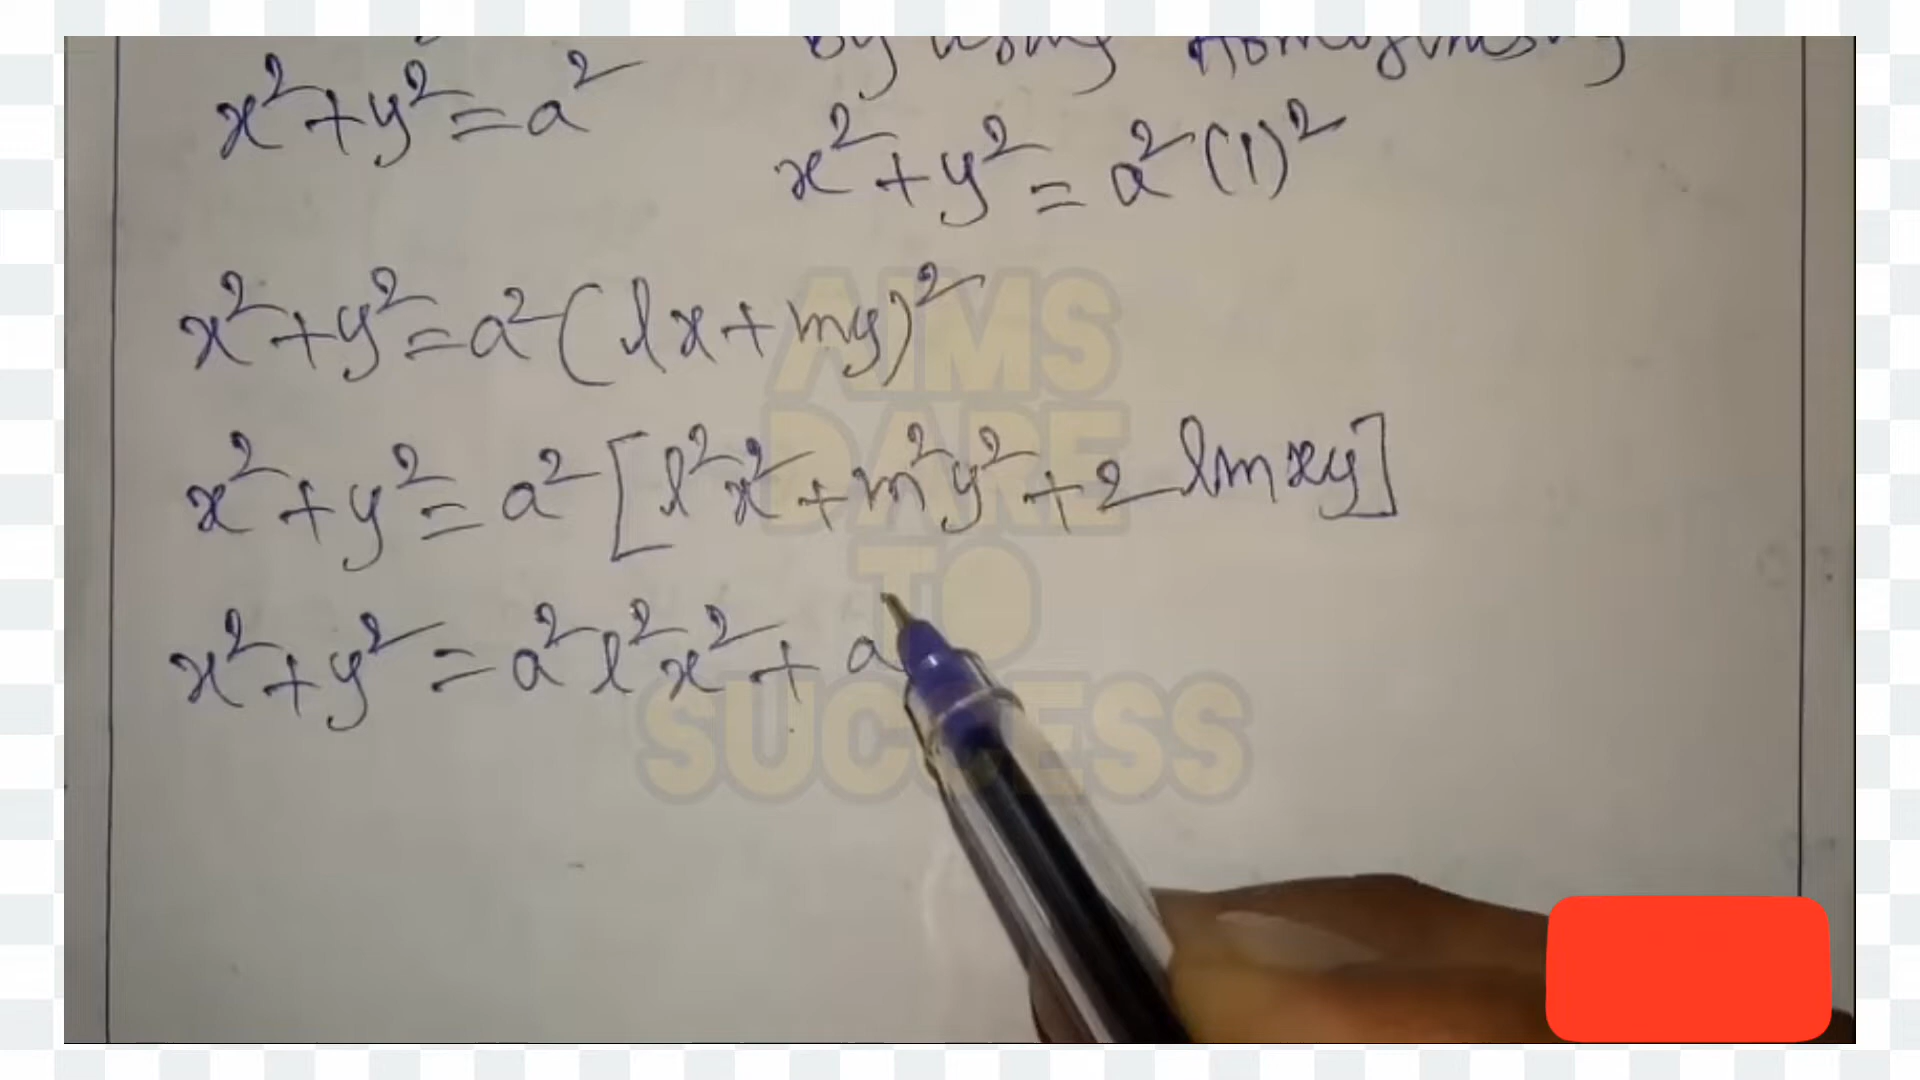 x²+y²=a²
By using Homogenising
x²+y²=a²(1)²
x²+y²=a²(lx+my)²
x²+y²=a²[l²x²+m²y²+2lmxy]
x²+y²=a²l²x²+a
AIMS
DARE
TO
SUCCESS